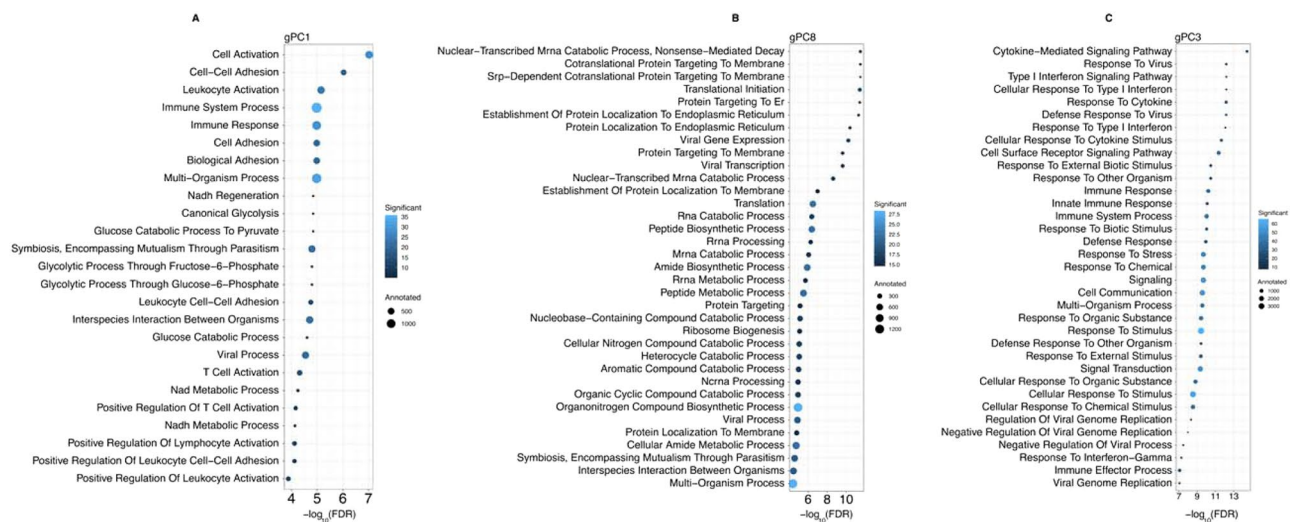 A
gPC1
Cell Activation
Cell−Cell Adhesion
Leukocyte Activation
Immune System Process
Immune Response
Cell Adhesion
Biological Adhesion
Multi−Organism Process
Nadh Regeneration
Canonical Glycolysis
Glucose Catabolic Process To Pyruvate
Symbiosis, Encompassing Mutualism Through Parasitism
Glycolytic Process Through Fructose−6−Phosphate
Glycolytic Process Through Glucose−6−Phosphate
Leukocyte Cell−Cell Adhesion
Interspecies Interaction Between Organisms
Glucose Catabolic Process
Viral Process
T Cell Activation
Nad Metabolic Process
Positive Regulation Of T Cell Activation
Nadh Metabolic Process
Positive Regulation Of Lymphocyte Activation
Positive Regulation Of Leukocyte Cell−Cell Adhesion
Positive Regulation Of Leukocyte Activation
4 5 6 7
−log10(FDR)
Significant
35
30
25
20
15
10
Annotated
500
1000
B
gPC8
Nuclear−Transcribed Mrna Catabolic Process, Nonsense−Mediated Decay
Cotranslational Protein Targeting To Membrane
Srp−Dependent Cotranslational Protein Targeting To Membrane
Translational Initiation
Protein Targeting To Er
Establishment Of Protein Localization To Endoplasmic Reticulum
Protein Localization To Endoplasmic Reticulum
Viral Gene Expression
Protein Targeting To Membrane
Viral Transcription
Nuclear−Transcribed Mrna Catabolic Process
Establishment Of Protein Localization To Membrane
Translation
Rna Catabolic Process
Peptide Biosynthetic Process
Rrna Processing
Mrna Catabolic Process
Amide Biosynthetic Process
Rrna Metabolic Process
Peptide Metabolic Process
Protein Targeting
Nucleobase−Containing Compound Catabolic Process
Ribosome Biogenesis
Cellular Nitrogen Compound Catabolic Process
Heterocycle Catabolic Process
Aromatic Compound Catabolic Process
Ncrna Processing
Organic Cyclic Compound Catabolic Process
Organonitrogen Compound Biosynthetic Process
Viral Process
Protein Localization To Membrane
Cellular Amide Metabolic Process
Symbiosis, Encompassing Mutualism Through Parasitism
Interspecies Interaction Between Organisms
Multi−Organism Process
6 8 10
−log10(FDR)
Significant
27.5
25.0
22.5
20.0
17.5
15.0
Annotated
300
600
900
1200
C
gPC3
Cytokine−Mediated Signaling Pathway
Response To Virus
Type I Interferon Signaling Pathway
Cellular Response To Type I Interferon
Response To Cytokine
Defense Response To Virus
Response To Type I Interferon
Cellular Response To Cytokine Stimulus
Cell Surface Receptor Signaling Pathway
Response To External Biotic Stimulus
Response To Other Organism
Immune Response
Innate Immune Response
Immune System Process
Response To Biotic Stimulus
Defense Response
Response To Stress
Response To Chemical
Signaling
Cell Communication
Multi−Organism Process
Response To Organic Substance
Response To Stimulus
Defense Response To Other Organism
Response To External Stimulus
Signal Transduction
Cellular Response To Organic Substance
Cellular Response To Stimulus
Cellular Response To Chemical Stimulus
Regulation Of Viral Genome Replication
Negative Regulation Of Viral Genome Replication
Negative Regulation Of Viral Process
Response To Interferon−Gamma
Immune Effector Process
Viral Genome Replication
7 9 11 13
−log10(FDR)
Significant
60
50
40
30
20
10
Annotated
1000
2000
3000